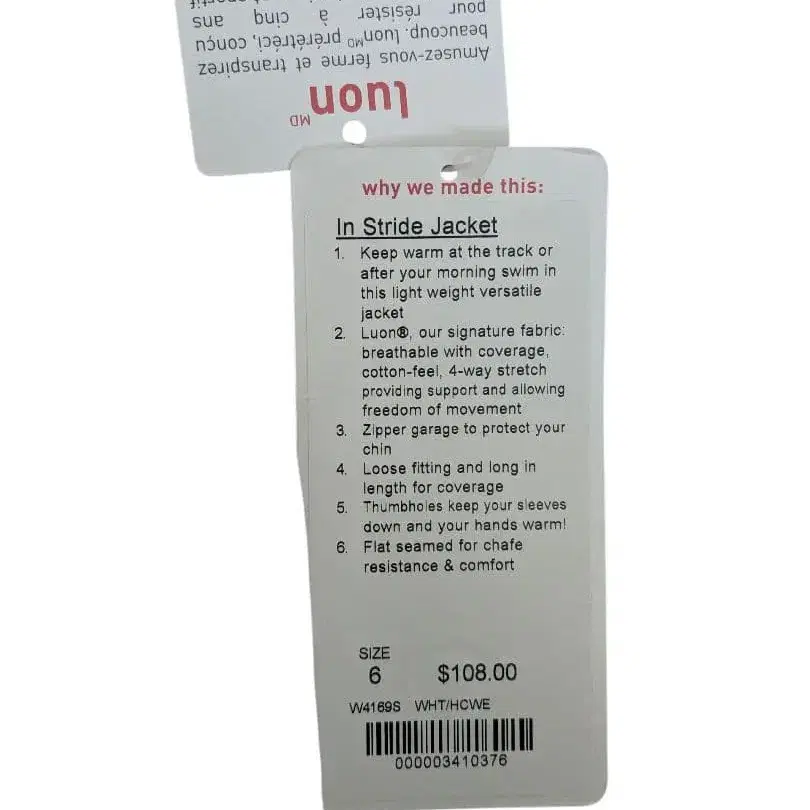 luon MD
Amusez-vous ferme et transpirez
beaucoup. luon MD prérétréci, conçu
pour résister à cinq ans
why we made this:
In Stride Jacket
1. Keep warm at the track or
after your morning swim in
this light weight versatile
jacket
2. Luon®, our signature fabric:
breathable with coverage,
cotton-feel, 4-way stretch
providing support and allowing
freedom of movement
3. Zipper garage to protect your
chin
4. Loose fitting and long in
length for coverage
5. Thumbholes keep your sleeves
down and your hands warm!
6. Flat seamed for chafe
resistance & comfort
SIZE
6 $108.00
W4169S WHT/HCWE
000003410376